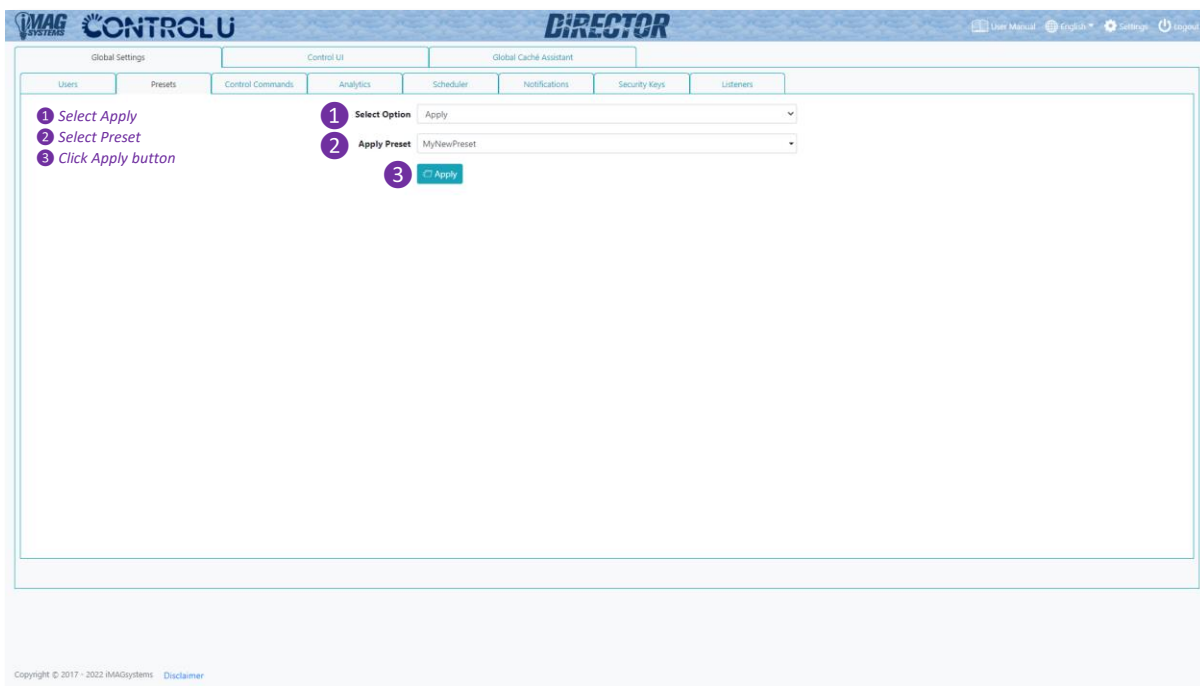 iMAG SYSTEMS CONTROL U DiRECTOR User Manual English Settings Logout
Global Settings Control UI Global Caché Assistant
Users Presets Control Commands Analytics Scheduler Notifications Security Keys Listeners
1 Select Apply
2 Select Preset
3 Click Apply button
1 Select Option Apply
2 Apply Preset MyNewPreset
3 Apply
Copyright © 2017 - 2022 iMAGsystems Disclaimer